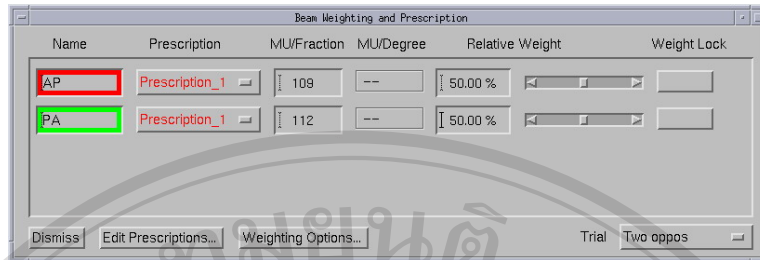 Beam Weighting and Prescription
Name Prescription MU/Fraction MU/Degree Relative Weight Weight Lock
AP Prescription_1 109 -- 50.00 %
PA Prescription_1 112 -- 50.00 %
Dismiss Edit Prescriptions... Weighting Options... Trial Two oppos